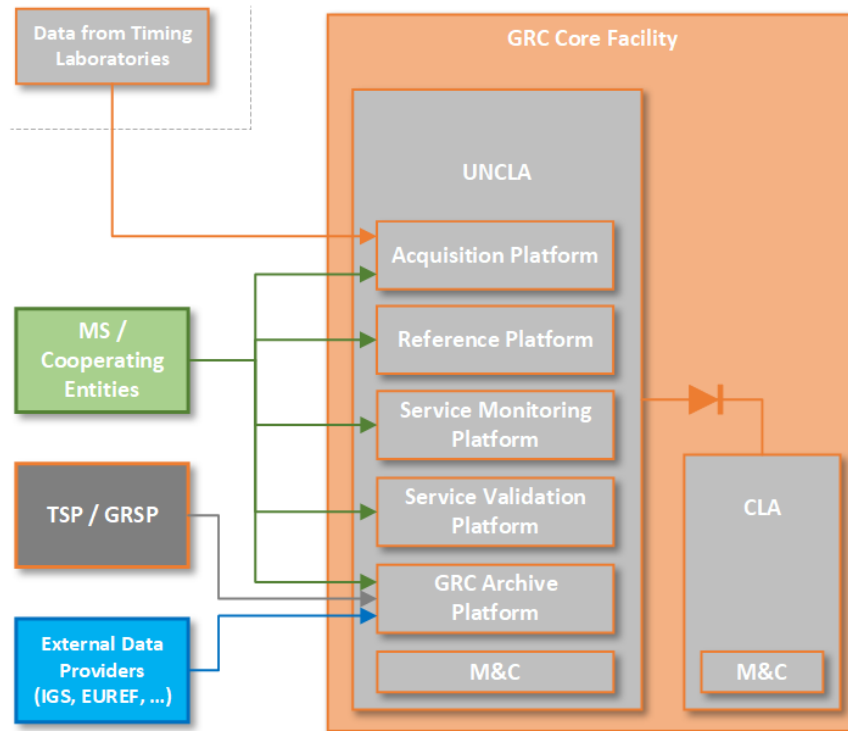 Data from Timing
Laboratories
GRC Core Facility
UNCLA
Acquisition Platform
MS /
Cooperating
Entities
Reference Platform
Service Monitoring
Platform
TSP / GRSP
Service Validation
Platform
CLA
GRC Archive
Platform
External Data
Providers
(IGS, EUREF, ...)
M&C
M&C